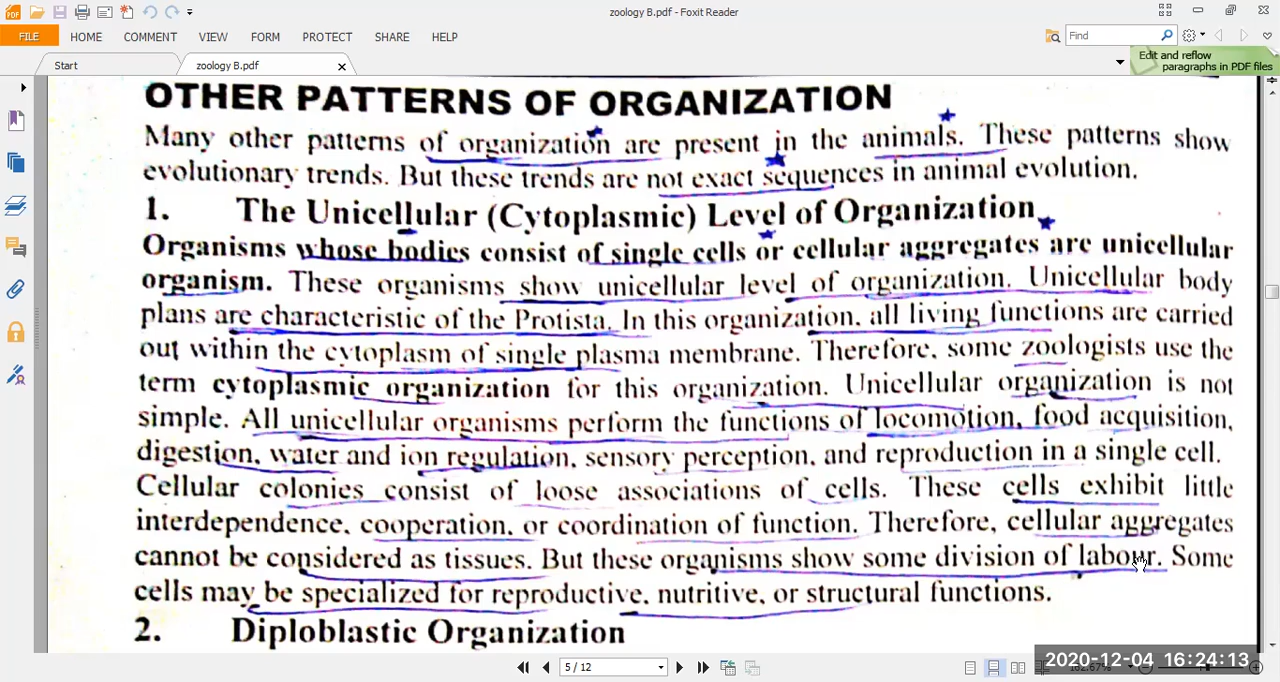 zoology B.pdf - Foxit Reader
FILE HOME COMMENT VIEW FORM PROTECT SHARE HELP
Find
Start
zoology B.pdf
Edit and reflow
paragraphs in PDF files
OTHER PATTERNS OF ORGANIZATION
Many other patterns of organization are present in the animals. These patterns show
evolutionary trends. But these trends are not exact sequences in animal evolution.
1. The Unicellular (Cytoplasmic) Level of Organization
Organisms whose bodies consist of single cells or cellular aggregates are unicellular
organism. These organisms show unicellular level of organization. Unicellular body
plans are characteristic of the Protista. In this organization, all living functions are carried
out within the cytoplasm of single plasma membrane. Therefore, some zoologists use the
term cytoplasmic organization for this organization. Unicellular organization is not
simple. All unicellular organisms perform the functions of locomotion, food acquisition,
digestion, water and ion regulation, sensory perception, and reproduction in a single cell.
Cellular colonies consist of loose associations of cells. These cells exhibit little
interdependence, cooperation, or coordination of function. Therefore, cellular aggregates
cannot be considered as tissues. But these organisms show some division of labour. Some
cells may be specialized for reproductive, nutritive, or structural functions.
2. Diploblastic Organization
5 / 12
2020-12-04 16:24:13